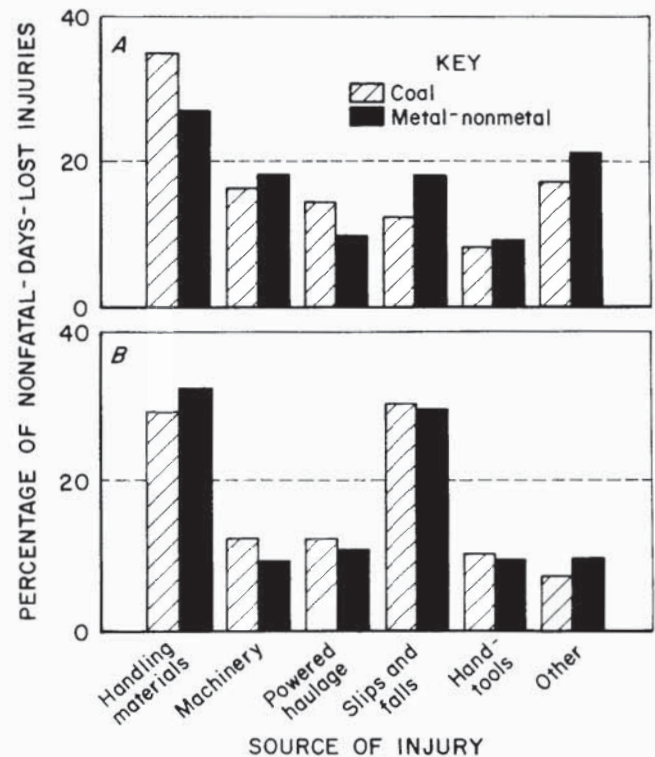 PERCENTAGE OF NONFATAL-DAYS-LOST INJURIES
40
A
KEY
Coal
Metal-nonmetal
20
0
40
B
20
0
Handling
materials
Machinery
Powered
haulage
Slips and
falls
Hand-
tools
Other
SOURCE OF INJURY